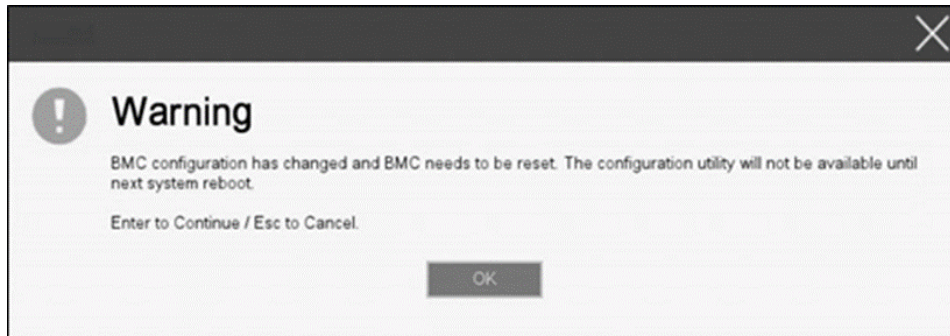 Warning
BMC configuration has changed and BMC needs to be reset. The configuration utility will not be available until
next system reboot.
Enter to Continue / Esc to Cancel.
OK